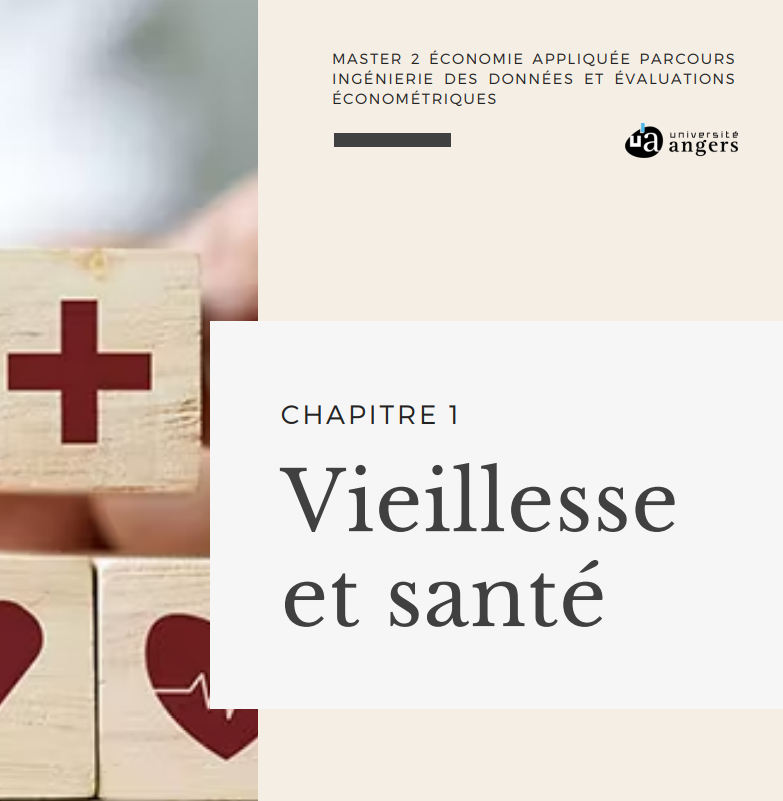 MASTER 2 ÉCONOMIE APPLIQUÉE PARCOURS
INGÉNIERIE DES DONNÉES ET ÉVALUATIONS
ÉCONOMÉTRIQUES
ua université
angers
CHAPITRE 1
Vieillesse
et santé